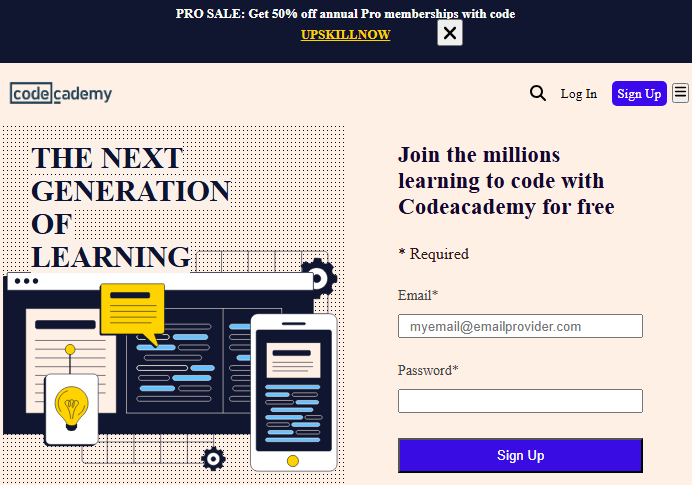 PRO SALE: Get 50% off annual Pro memberships with code
UPSKILLNOW
codecademy
Log In
Sign Up
THE NEXT
GENERATION
OF
LEARNING
Join the millions
learning to code with
Codeacademy for free
* Required
Email*
myemail@emailprovider.com
Password*
Sign Up